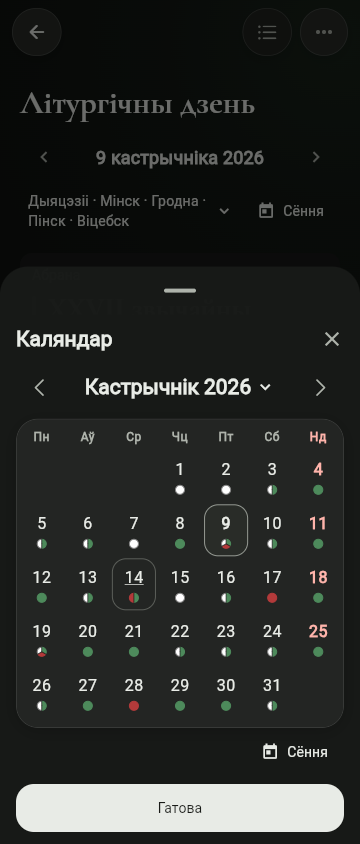 Літургічны дзень
9 кастрычніка 2026
Дыяцэзіі · Мінск · Гродна ·
Пінск · Віцебск
Сёння
Каляндар
Кастрычнік 2026
Пн Аў Ср Чц Пт Сб Нд
1 2 3 4
5 6 7 8 9 10 11
12 13 14 15 16 17 18
19 20 21 22 23 24 25
26 27 28 29 30 31
Сёння
Гатова